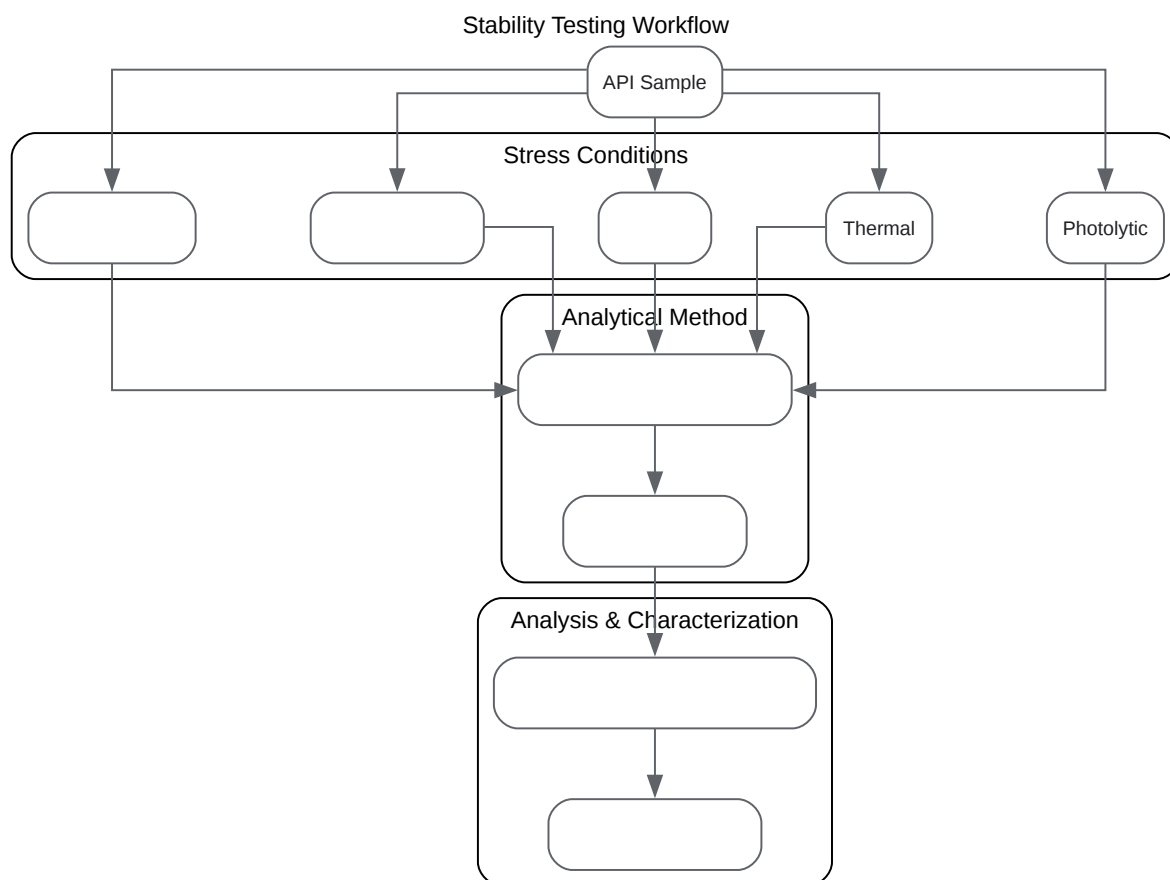 Stability Testing Workflow
API Sample
Stress Conditions
Thermal
Photolytic
Analytical Method
Analysis & Characterization